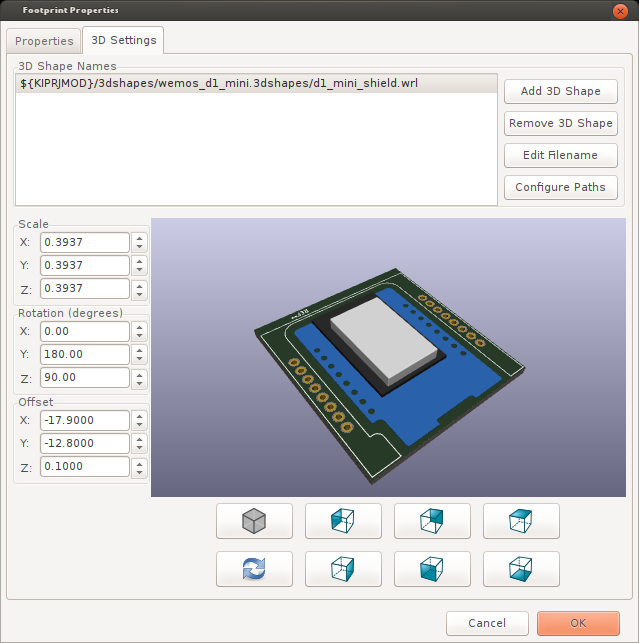 Footprint Properties
Properties
3D Settings
3D Shape Names
${KIPRJMOD}/3dshapes/wemos_d1_mini.3dshapes/d1_mini_shield.wrl
Add 3D Shape
Remove 3D Shape
Edit Filename
Configure Paths
Scale
X: 0.3937
Y: 0.3937
Z: 0.3937
Rotation (degrees)
X: 0.00
Y: 180.00
Z: 90.00
Offset
X: -17.9000
Y: -12.8000
Z: 0.1000
Cancel
OK